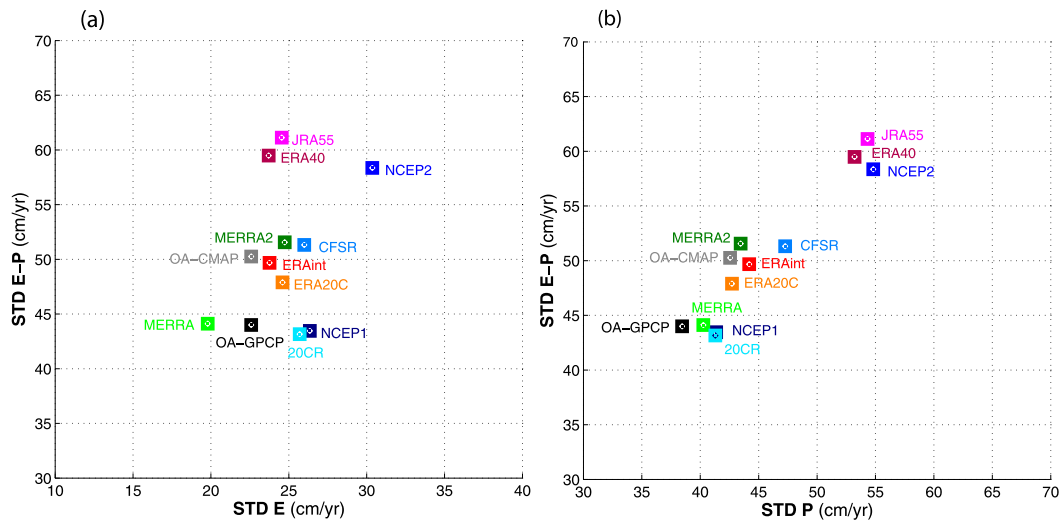 (a)
70
65
60
55
50
45
40
35
30
STD E−P (cm/yr)
JRA55
ERA40
NCEP2
MERRA2
CFSR
OA−CMAP
ERAint
ERA20C
MERRA
OA−GPCP
NCEP1
20CR
10 20 25 30 35 40
STD E (cm/yr)
(b)
70
65
60
55
50
45
40
35
30
STD E−P (cm/yr)
JRA55
ERA40
NCEP2
MERRA2
CFSR
OA−CMAP
ERAint
ERA20C
MERRA
OA−GPCP
NCEP1
20CR
30 35 40 45 50 55 60 65 70
STD P (cm/yr)